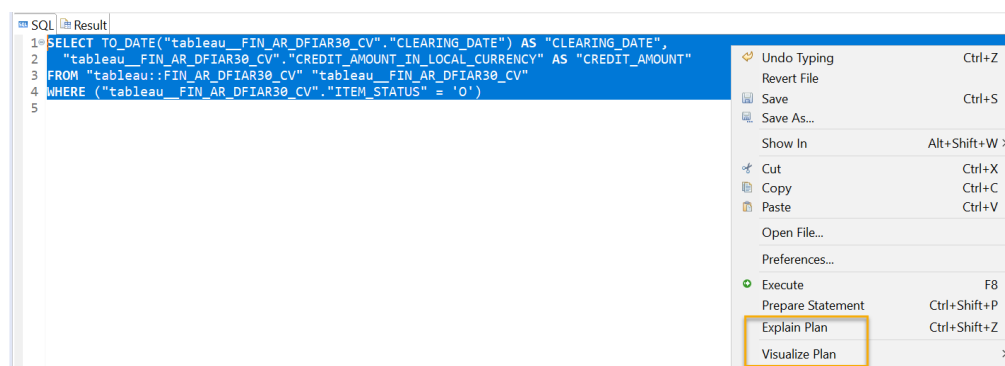 SQL Result
1 SELECT TO_DATE("tableau__FIN_AR_DFIAR30_CV"."CLEARING_DATE") AS "CLEARING_DATE",
2 "tableau__FIN_AR_DFIAR30_CV"."CREDIT_AMOUNT_IN_LOCAL_CURRENCY" AS "CREDIT_AMOUNT"
3 FROM "tableau::FIN_AR_DFIAR30_CV" "tableau__FIN_AR_DFIAR30_CV"
4 WHERE ("tableau__FIN_AR_DFIAR30_CV"."ITEM_STATUS" = 'O')
5
Undo Typing Ctrl+Z
Revert File
Save Ctrl+S
Save As...
Show In Alt+Shift+W >
Cut Ctrl+X
Copy Ctrl+C
Paste Ctrl+V
Open File...
Preferences...
Execute F8
Prepare Statement Ctrl+Shift+P
Explain Plan Ctrl+Shift+Z
Visualize Plan >